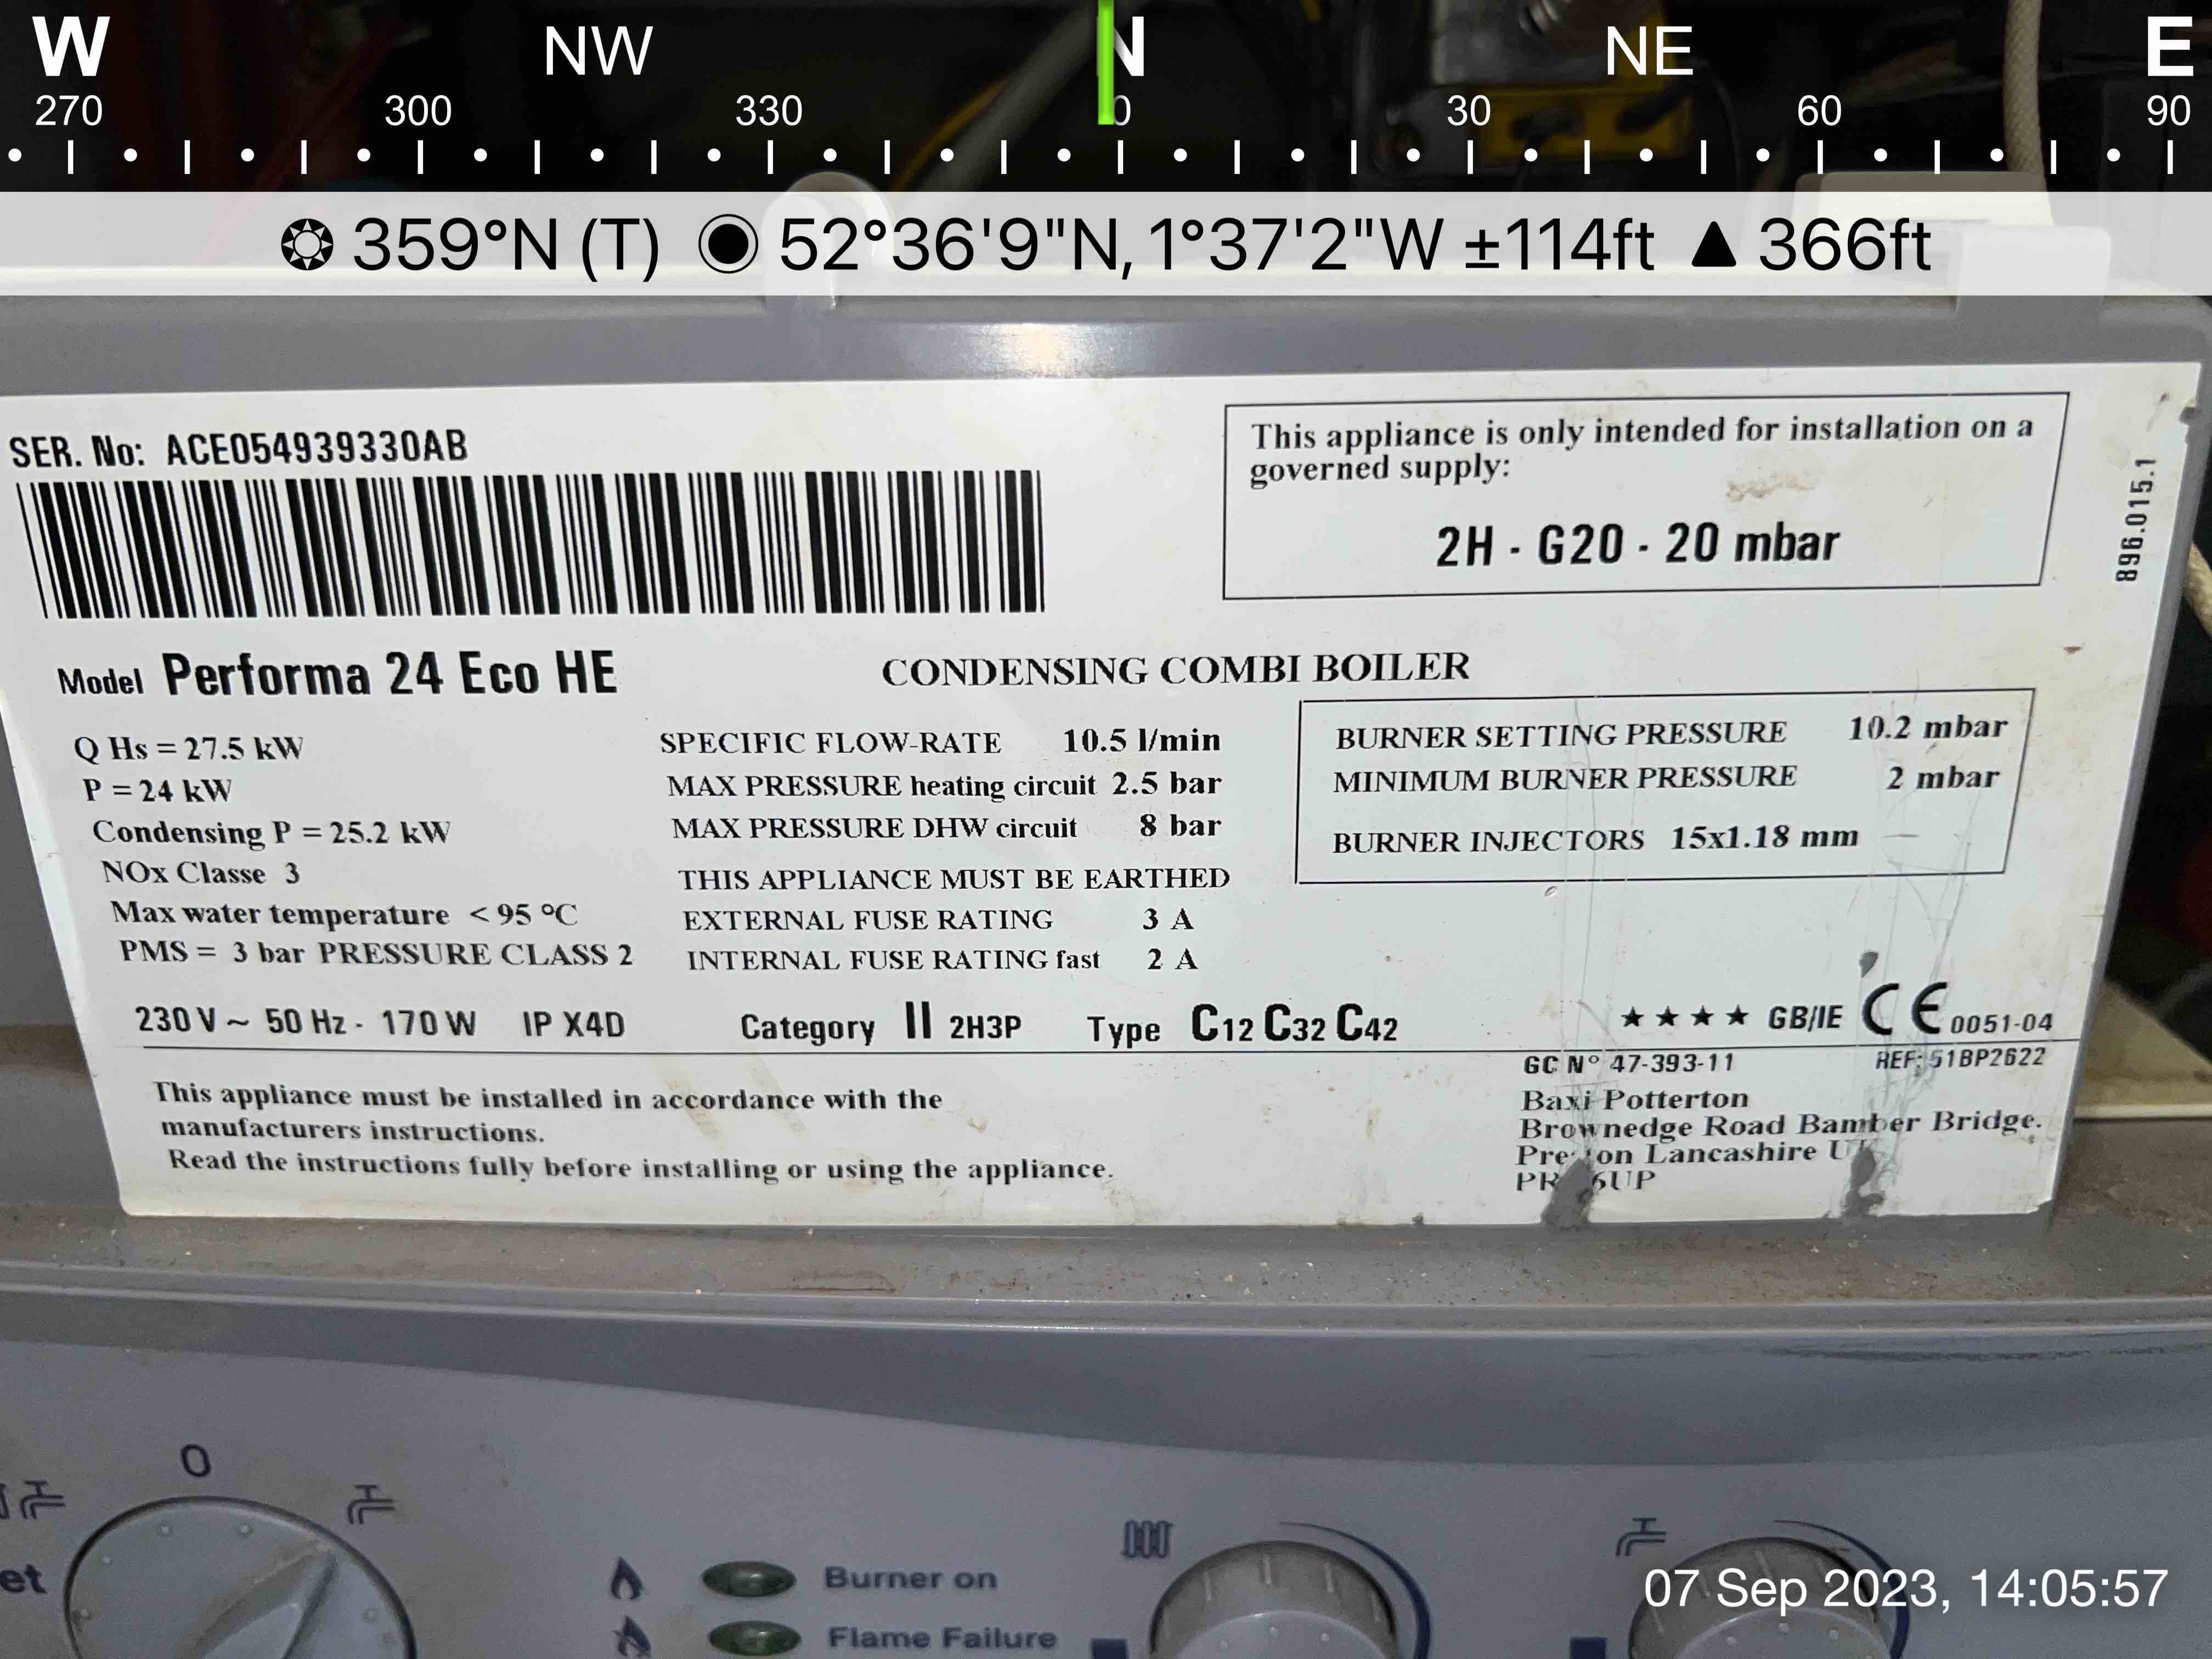 W NW N NE E
270 300 330 0 30 60 90
359°N (T) 52°36'9"N, 1°37'2"W ±114ft ▲ 366ft
SER. No: ACE054939330AB
This appliance is only intended for installation on a
governed supply:
2H - G20 - 20 mbar
896.015.1
Model Performa 24 Eco HE
CONDENSING COMBI BOILER
Q Hs = 27.5 kW
P = 24 kW
Condensing P = 25.2 kW
NOx Classe 3
Max water temperature < 95 °C
PMS = 3 bar PRESSURE CLASS 2
SPECIFIC FLOW-RATE 10.5 l/min
MAX PRESSURE heating circuit 2.5 bar
MAX PRESSURE DHW circuit 8 bar
THIS APPLIANCE MUST BE EARTHED
EXTERNAL FUSE RATING 3 A
INTERNAL FUSE RATING fast 2 A
BURNER SETTING PRESSURE 10.2 mbar
MINIMUM BURNER PRESSURE 2 mbar
BURNER INJECTORS 15x1.18 mm
230 V ~ 50 Hz - 170 W IP X4D
Category II 2H3P Type C12 C32 C42
★★★★ GB/IE CE 0051-04
GC N° 47-393-11 REF: 51BP2622
Baxi Potterton
Brownedge Road Bamber Bridge.
Preston Lancashire
6UP
This appliance must be installed in accordance with the
manufacturers instructions.
Read the instructions fully before installing or using the appliance.
0
et
Burner on
Flame Failure
07 Sep 2023, 14:05:57